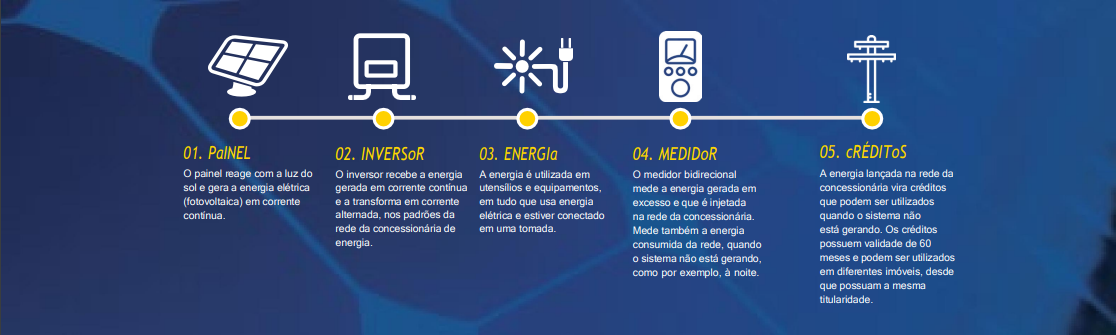 01. PaINEL
O painel reage com a luz do
sol e gera a energia elétrica
(fotovoltaica) em corrente
contínua.
02. INVERSoR
O inversor recebe a energia
gerada em corrente contínua
e a transforma em corrente
alternada, nos padrões da
rede da concessionária de
energia.
03. ENERGIa
A energia é utilizada em
utensílios e equipamentos,
em tudo que usa energia
elétrica e estiver conectado
em uma tomada.
04. MEDIDoR
O medidor bidirecional
mede a energia gerada em
excesso e que é injetada
na rede da concessionária.
Mede também a energia
consumida da rede, quando
o sistema não está gerando,
como por exemplo, à noite.
05. cRÉDIToS
A energia lançada na rede da
concessionária vira créditos
que podem ser utilizados
quando o sistema não
está gerando. Os créditos
possuem validade de 60
meses e podem ser utilizados
em diferentes imóveis, desde
que possuam a mesma
titularidade.